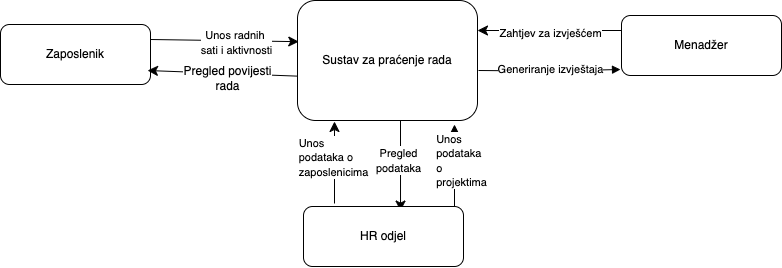 Zaposlenik
Unos radnih
sati i aktivnosti
Pregled povijesti
rada
Sustav za praćenje rada
Zahtjev za izvješćem
Generiranje izvještaja
Menadžer
Unos
podataka o
zaposlenicima
Pregled
podataka
Unos
podataka
o
projektima
HR odjel